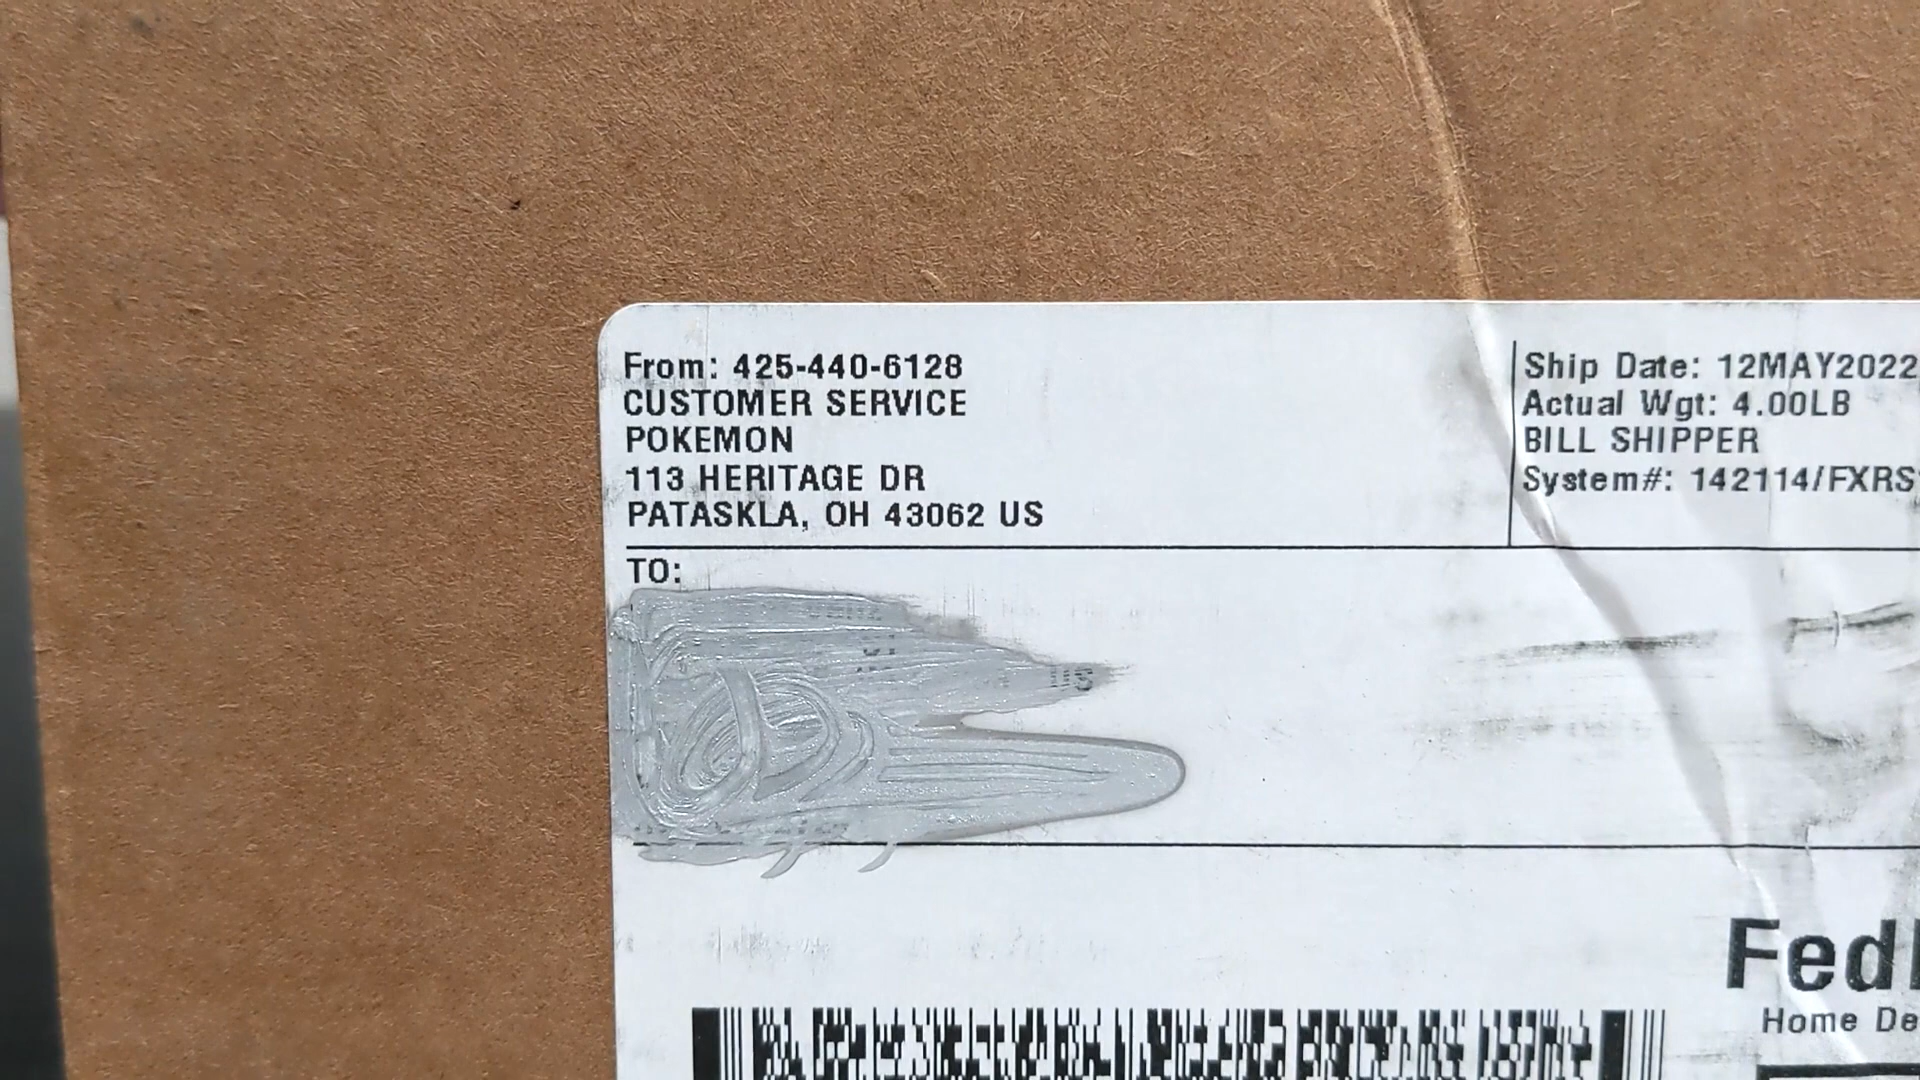 From: 425-440-6128
CUSTOMER SERVICE
POKEMON
113 HERITAGE DR
PATASKLA, OH 43062 US
Ship Date: 12MAY2022
Actual Wgt: 4.00LB
BILL SHIPPER
System#: 142114/FXRS
TO:
Fed
Home De